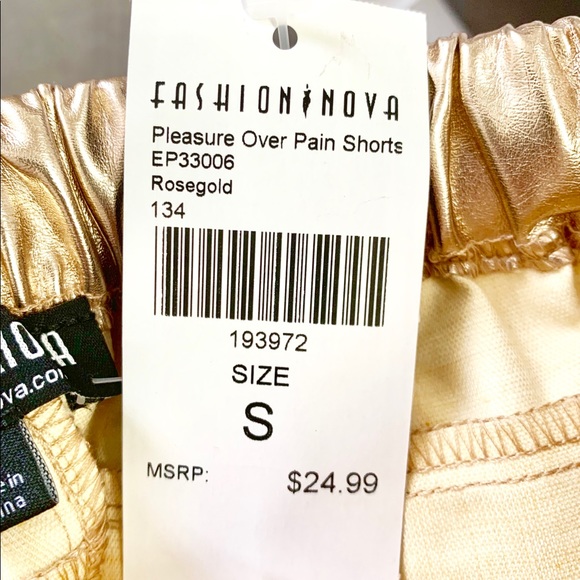 FASHION NOVA
Pleasure Over Pain Shorts
EP33006
Rosegold
134
193972
SIZE
S
MSRP: $24.99